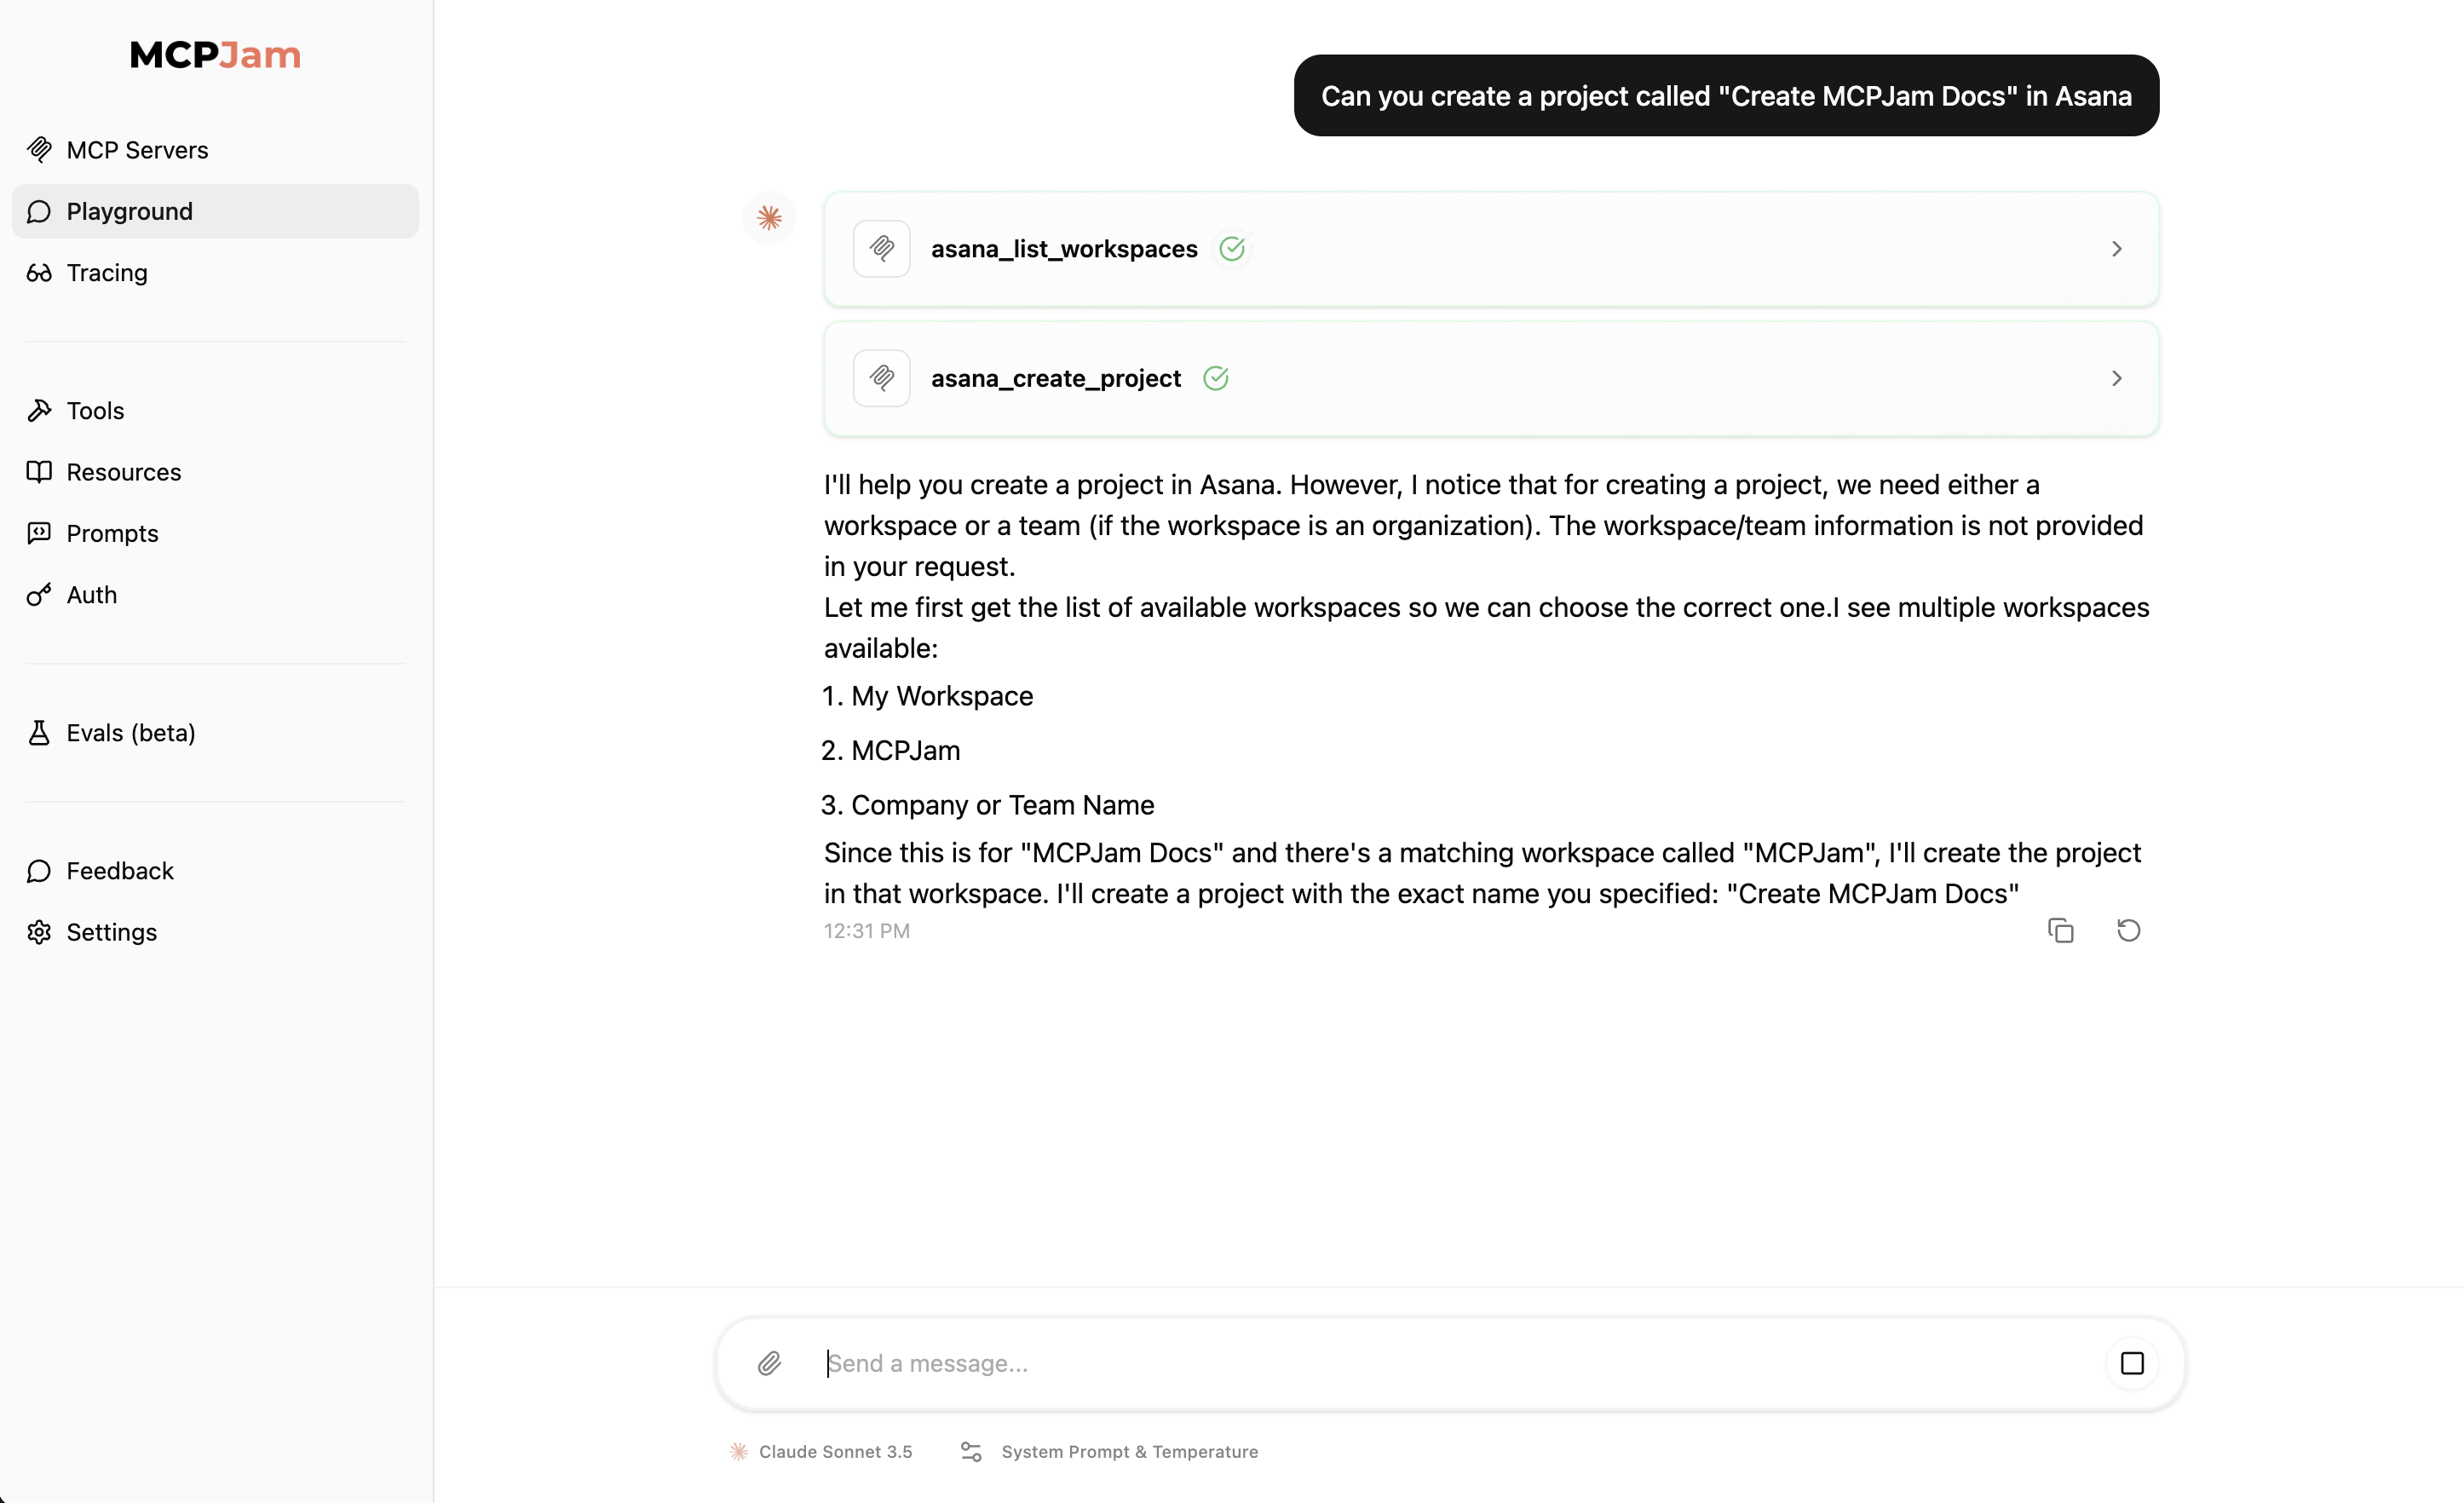 MCPJam
MCP Servers
Playground
Tracing
Tools
Resources
Prompts
Auth
Evals (beta)
Feedback
Settings
Can you create a project called "Create MCPJam Docs" in Asana
asana_list_workspaces
asana_create_project
I'll help you create a project in Asana. However, I notice that for creating a project, we need either a
workspace or a team (if the workspace is an organization). The workspace/team information is not provided
in your request.
Let me first get the list of available workspaces so we can choose the correct one.I see multiple workspaces
available:
1. My Workspace
2. MCPJam
3. Company or Team Name
Since this is for "MCPJam Docs" and there's a matching workspace called "MCPJam", I'll create the project
in that workspace. I'll create a project with the exact name you specified: "Create MCPJam Docs"
12:31 PM
Send a message...
Claude Sonnet 3.5
System Prompt & Temperature